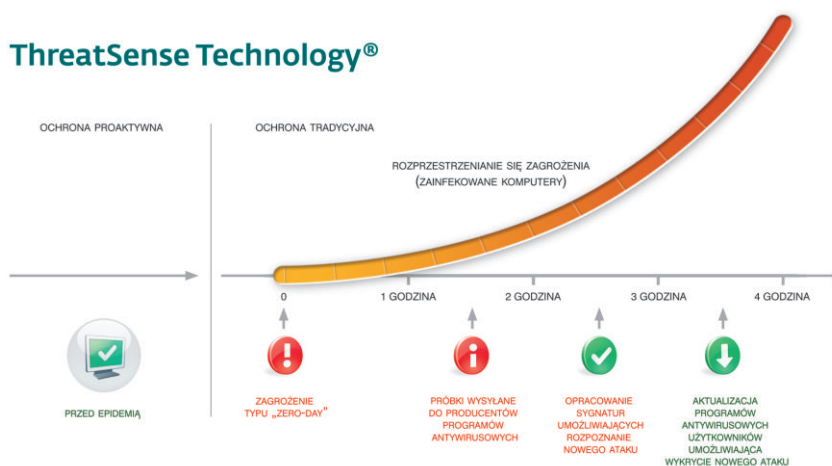 ThreatSense Technology®
OCHRONA PROAKTYWNA
OCHRONA TRADYCYJNA
ROZPRZESTRZENIANIE SIĘ ZAGROŻENIA
(ZAINFEKOWANE KOMPUTERY)
0
1 GODZINA
2 GODZINA
3 GODZINA
4 GODZINA
PRZED EPIDEMIĄ
ZAGROŻENIE
TYPU „ZERO-DAY”
PRÓBKI WYSYŁANE
DO PRODUCENTÓW
PROGRAMÓW
ANTYWIRUSOWYCH
OPRACOWANIE
SYGNATUR
UMOŻLIWIAJĄCYCH
ROZPOZNANIE
NOWEGO ATAKU
AKTUALIZACJA
PROGRAMÓW
ANTYWIRUSOWYCH
UŻYTKOWNIKÓW
UMOŻLIWIAJĄCA
WYKRYCIE NOWEGO ATAKU